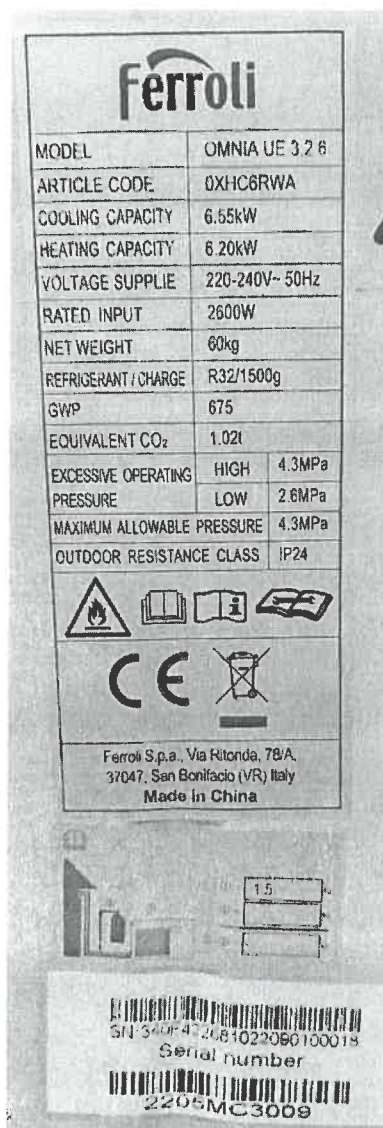 Ferroli
MODEL OMNIA UE 3.2 6
ARTICLE CODE 0XHC6RWA
COOLING CAPACITY 6.55kW
HEATING CAPACITY 6.20kW
VOLTAGE SUPPLIE 220-240V~ 50Hz
RATED INPUT 2600W
NET WEIGHT 60kg
REFRIGERANT / CHARGE R32/1500g
GWP 675
EQUIVALENT CO₂ 1.02t
EXCESSIVE OPERATING PRESSURE HIGH 4.3MPa
LOW 2.6MPa
MAXIMUM ALLOWABLE PRESSURE 4.3MPa
OUTDOOR RESISTANCE CLASS IP24
CE
Ferroli S.p.a., Via Ritonda, 78/A,
37047, San Bonifacio (VR) Italy
Made in China
1.5
Serial number
2205MC3009